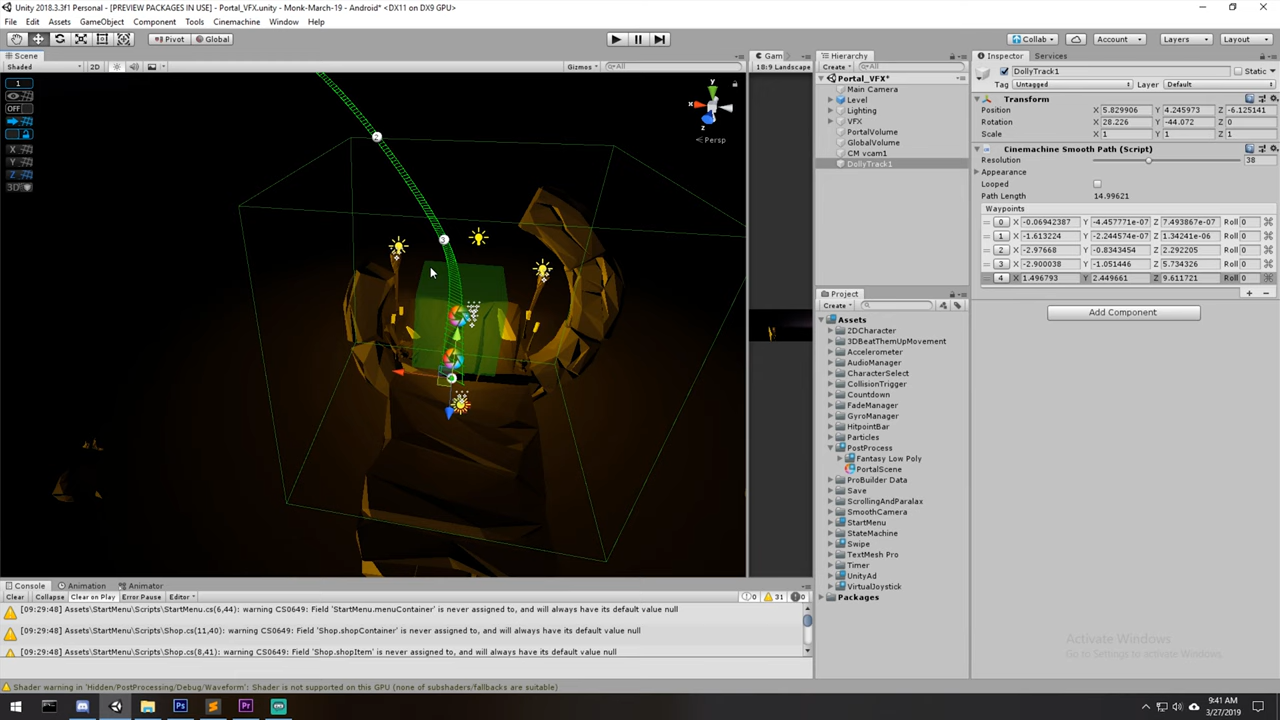 Unity 2018.3.3f1 Personal - [PREVIEW PACKAGES IN USE] - Portal_VFX.unity - Monk-March-19 - Android* <DX11 on DX9 GPU>
File Edit Assets GameObject Component Tools Cinemachine Window Help
Pivot Global Collab Account Layers Layout
Scene Gam Hierarchy Inspector Services
Shaded 2D Gizmos All 18:9 Landscape Create All DollyTrack1 Static
Tag Untagged Layer Default
1
OFF
X
Y
Z
3D
y
x
z
Persp
2
3
Portal_VFX*
Main Camera
Level
Lighting
VFX
PortalVolume
GlobalVolume
CM vcam1
DollyTrack1
Transform
Position X 5.829906 Y 4.245973 Z -6.125141
Rotation X 28.226 Y -44.072 Z 0
Scale X 1 Y 1 Z 1
Cinemachine Smooth Path (Script)
Resolution 38
Appearance
Looped
Path Length 14.99621
Waypoints
0 X -0.06942387 Y -4.457771e-07 Z 7.493867e-07 Roll 0
1 X -1.613224 Y -2.244574e-07 Z 1.34241e-06 Roll 0
2 X -2.97668 Y -0.8343454 Z 2.292205 Roll 0
3 X -2.900038 Y -1.051446 Z 5.734326 Roll 0
4 X 1.496793 Y 2.449661 Z 9.611721 Roll 0
Add Component
Project
Create
Assets
2DCharacter
3DBeatThemUpMovement
Accelerometer
AudioManager
CharacterSelect
CollisionTrigger
Countdown
FadeManager
GyroManager
HitpointBar
Particles
PostProcess
Fantasy Low Poly
PortalScene
ProBuilder Data
Save
ScrollingAndParalax
SmoothCamera
StartMenu
StateMachine
Swipe
TextMesh Pro
Timer
UnityAd
VirtualJoystick
Packages
Console Animation Animator
Clear Collapse Clear on Play Error Pause Editor 0 31 0
[09:29:48] Assets\StartMenu\Scripts\StartMenu.cs(6,44): warning CS0649: Field 'StartMenu.menuContainer' is never assigned to, and will always have its default value null
[09:29:48] Assets\StartMenu\Scripts\Shop.cs(11,40): warning CS0649: Field 'Shop.shopContainer' is never assigned to, and will always have its default value null
[09:29:48] Assets\StartMenu\Scripts\Shop.cs(8,41): warning CS0649: Field 'Shop.shopItem' is never assigned to, and will always have its default value null
Shader warning in 'Hidden/PostProcessing/Debug/Waveform': Shader is not supported on this GPU (none of subshaders/fallbacks are suitable)
Activate Windows
Go to Settings to activate Windows.
9:41 AM
3/27/2019